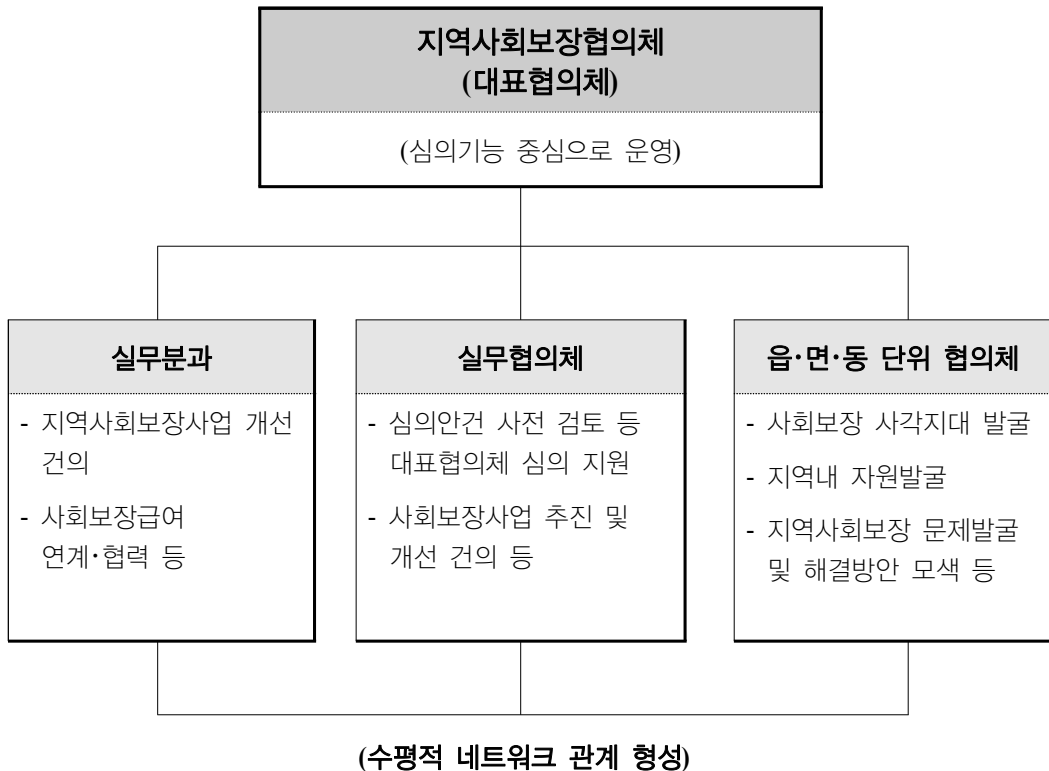 지역사회보장협의체
(대표협의체)
(심의기능 중심으로 운영)
실무분과
- 지역사회보장사업 개선
건의
- 사회보장급여
연계·협력 등
실무협의체
- 심의안건 사전 검토 등
대표협의체 심의 지원
- 사회보장사업 추진 및
개선 건의 등
읍·면·동 단위 협의체
- 사회보장 사각지대 발굴
- 지역내 자원발굴
- 지역사회보장 문제발굴
및 해결방안 모색 등
(수평적 네트워크 관계 형성)